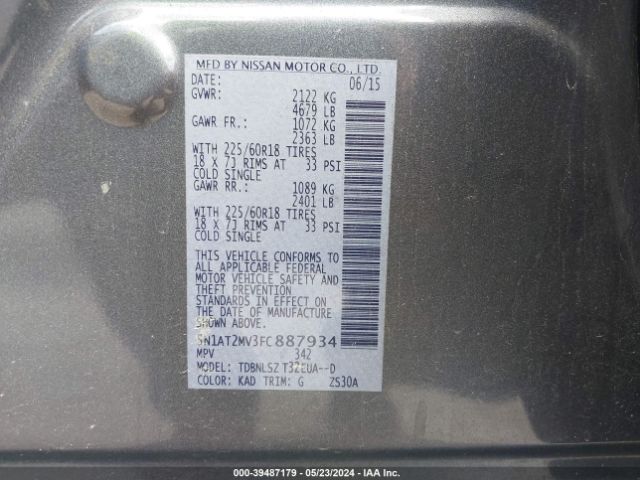 MFD BY NISSAN MOTOR CO., LTD.
DATE: 06/15
GVWR: 2122 KG
4679 LB
GAWR FR.: 1072 KG
2363 LB
WITH 225/60R18 TIRES
18 X 7J RIMS AT 33 PSI
COLD SINGLE
GAWR RR.: 1089 KG
2401 LB
WITH 225/60R18 TIRES
18 X 7J RIMS AT 33 PSI
COLD SINGLE
THIS VEHICLE CONFORMS TO
ALL APPLICABLE FEDERAL
MOTOR VEHICLE SAFETY AND
THEFT PREVENTION
STANDARDS IN EFFECT ON
THE DATE OF MANUFACTURE
SHOWN ABOVE.
5N1AT2MV3FC887934
MPV 342
MODEL: TDBNLSZ T32EUA--D
COLOR: KAD TRIM: G ZS30A
000-39487179 - 05/23/2024 - IAA Inc.